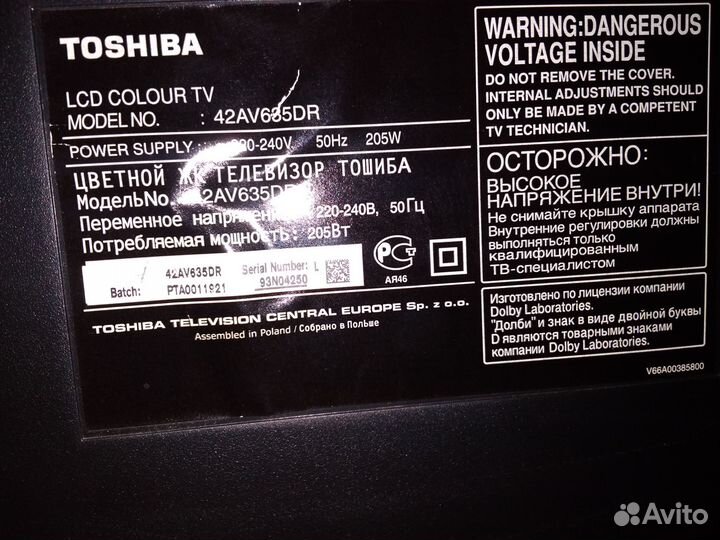 TOSHIBA
LCD COLOUR TV
MODEL NO. : 42AV635DR
POWER SUPPLY : 220-240V 50Hz 205W
ЦВЕТНОЙ ЖК ТЕЛЕВИЗОР ТОШИБА
МодельNo. 42AV635DR
Переменное напряжение 220-240В, 50Гц
Потребляемая мощность: 205Вт
42AV635DR Serial Number: L
Batch: PTA0011921 93N04250
АЯ46
TOSHIBA TELEVISION CENTRAL EUROPE Sp. z o.o.
Assembled in Poland / Собрано в Польше
WARNING:DANGEROUS
VOLTAGE INSIDE
DO NOT REMOVE THE COVER.
INTERNAL ADJUSTMENTS SHOULD
ONLY BE MADE BY A COMPETENT
TV TECHNICIAN.
ОСТОРОЖНО:
ВЫСОКОЕ
НАПРЯЖЕНИЕ ВНУТРИ!
Не снимайте крышку аппарата
Внутренние регулировки должны
выполняться только
квалифицированным
ТВ-специалистом
Изготовлено по лицензии компании
Dolby Laboratories.
"Долби" и знак в виде двойной буквы
D являются товарными знаками
компании Dolby Laboratories.
V66A00385800
Avito